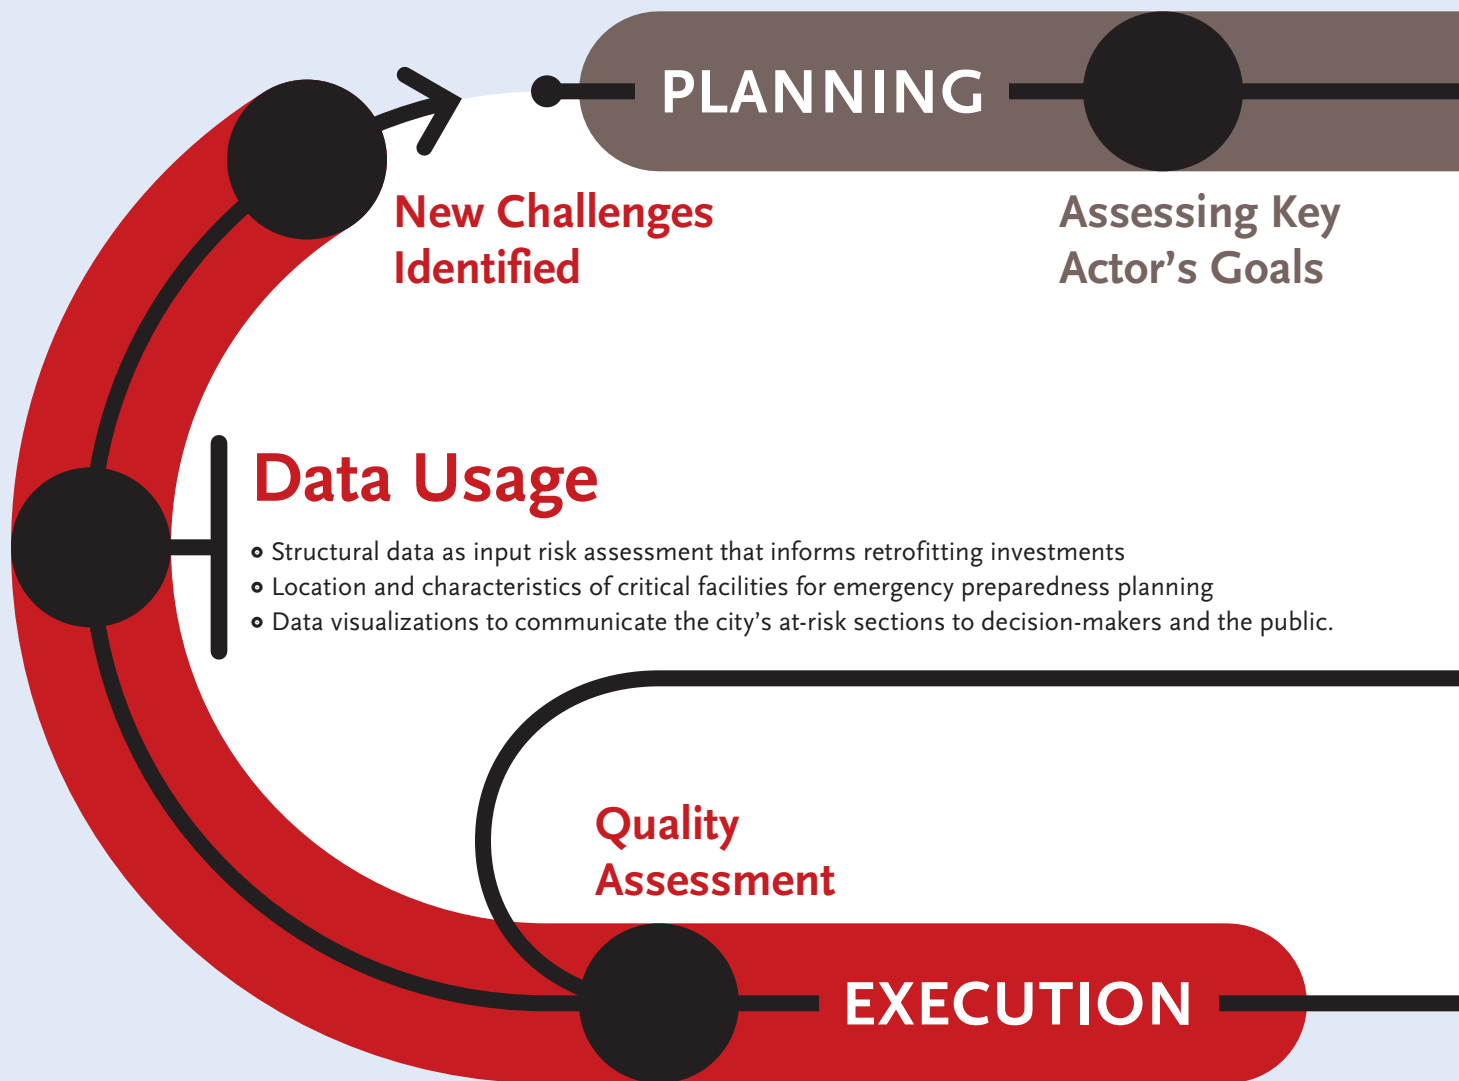 PLANNING
New Challenges
Identified
Assessing Key
Actor’s Goals
Data Usage
Structural data as input risk assessment that informs retrofitting investments
Location and characteristics of critical facilities for emergency preparedness planning
Data visualizations to communicate the city’s at-risk sections to decision-makers and the public.
Quality
Assessment
EXECUTION